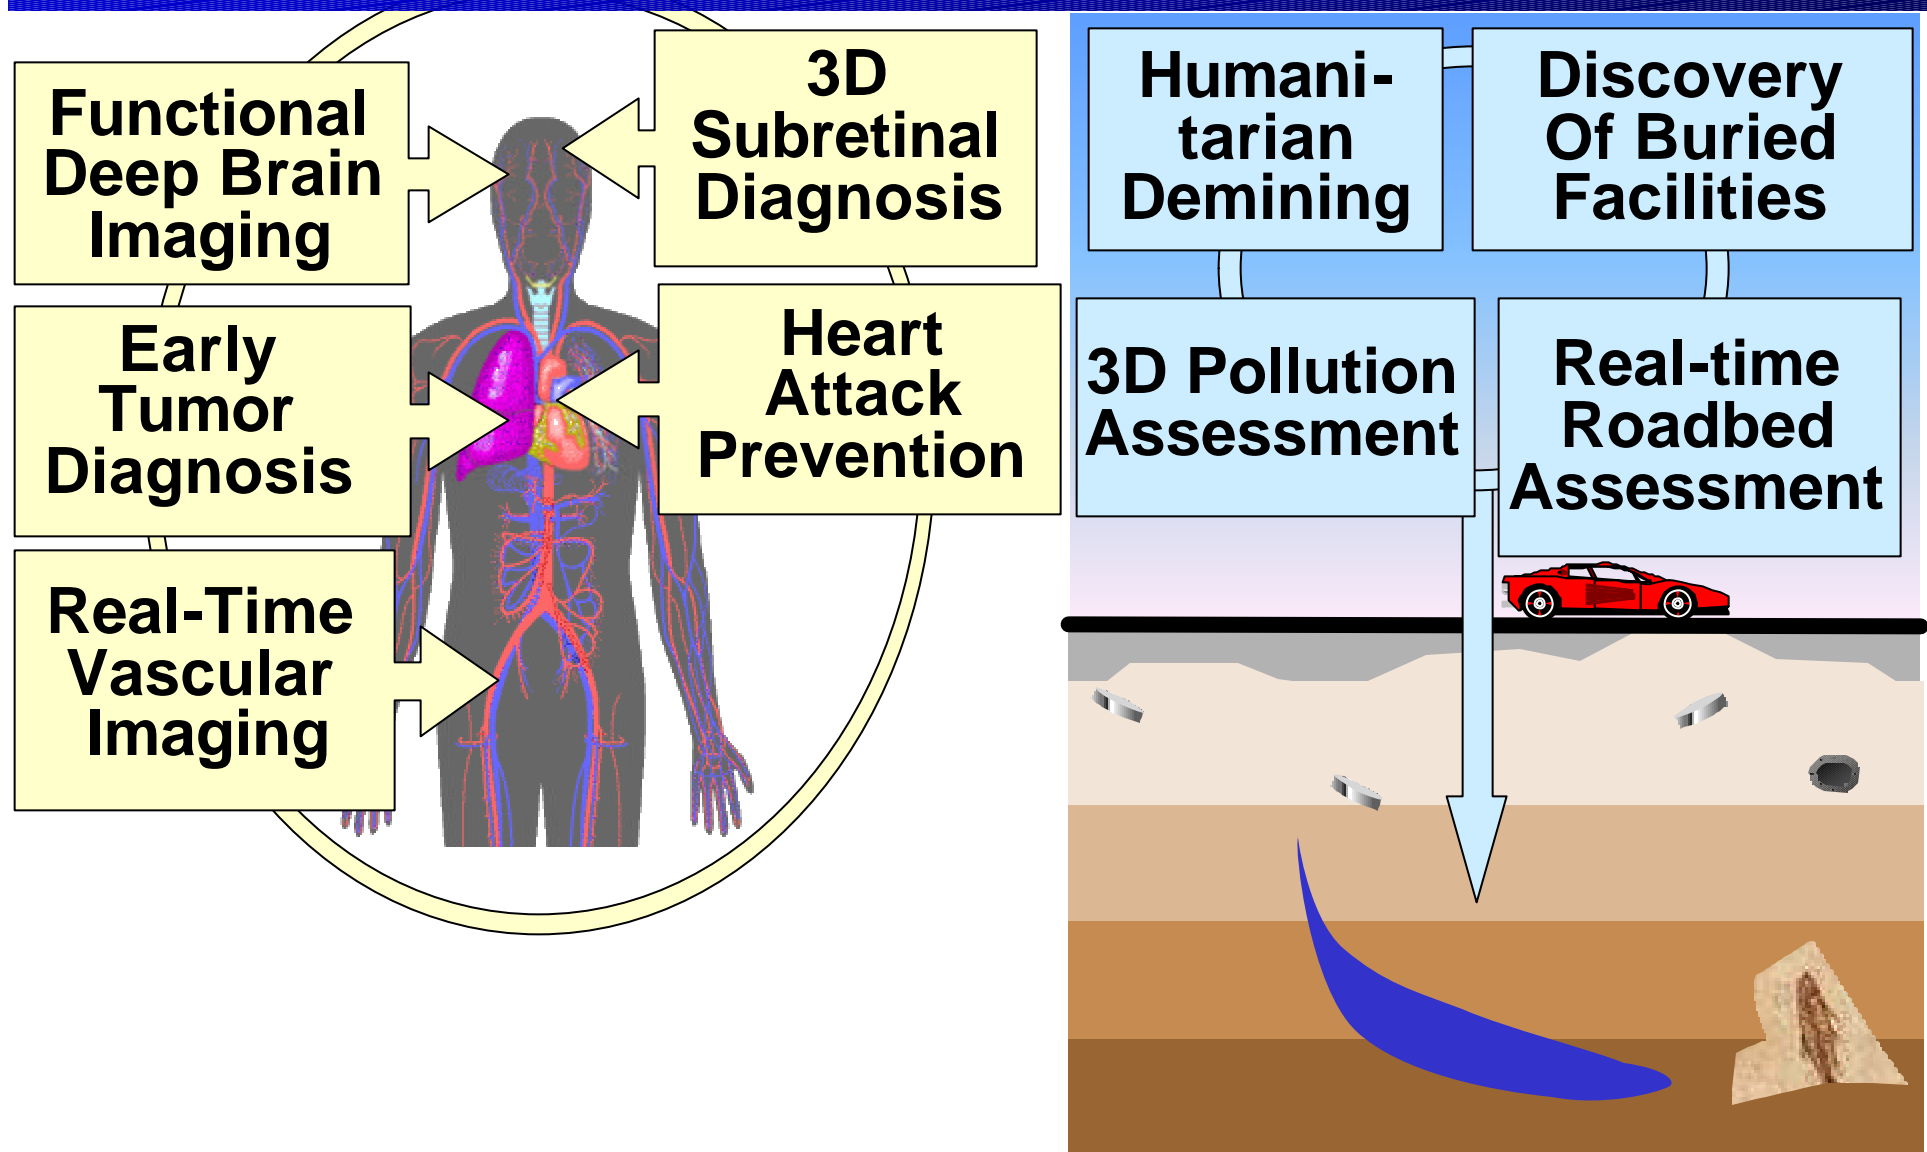 Functional
Deep Brain
Imaging
3D
Subretinal
Diagnosis
Early
Tumor
Diagnosis
Heart
Attack
Prevention
Real-Time
Vascular
Imaging
Humani-
tarian
Demining
Discovery
Of Buried
Facilities
3D Pollution
Assessment
Real-time
Roadbed
Assessment